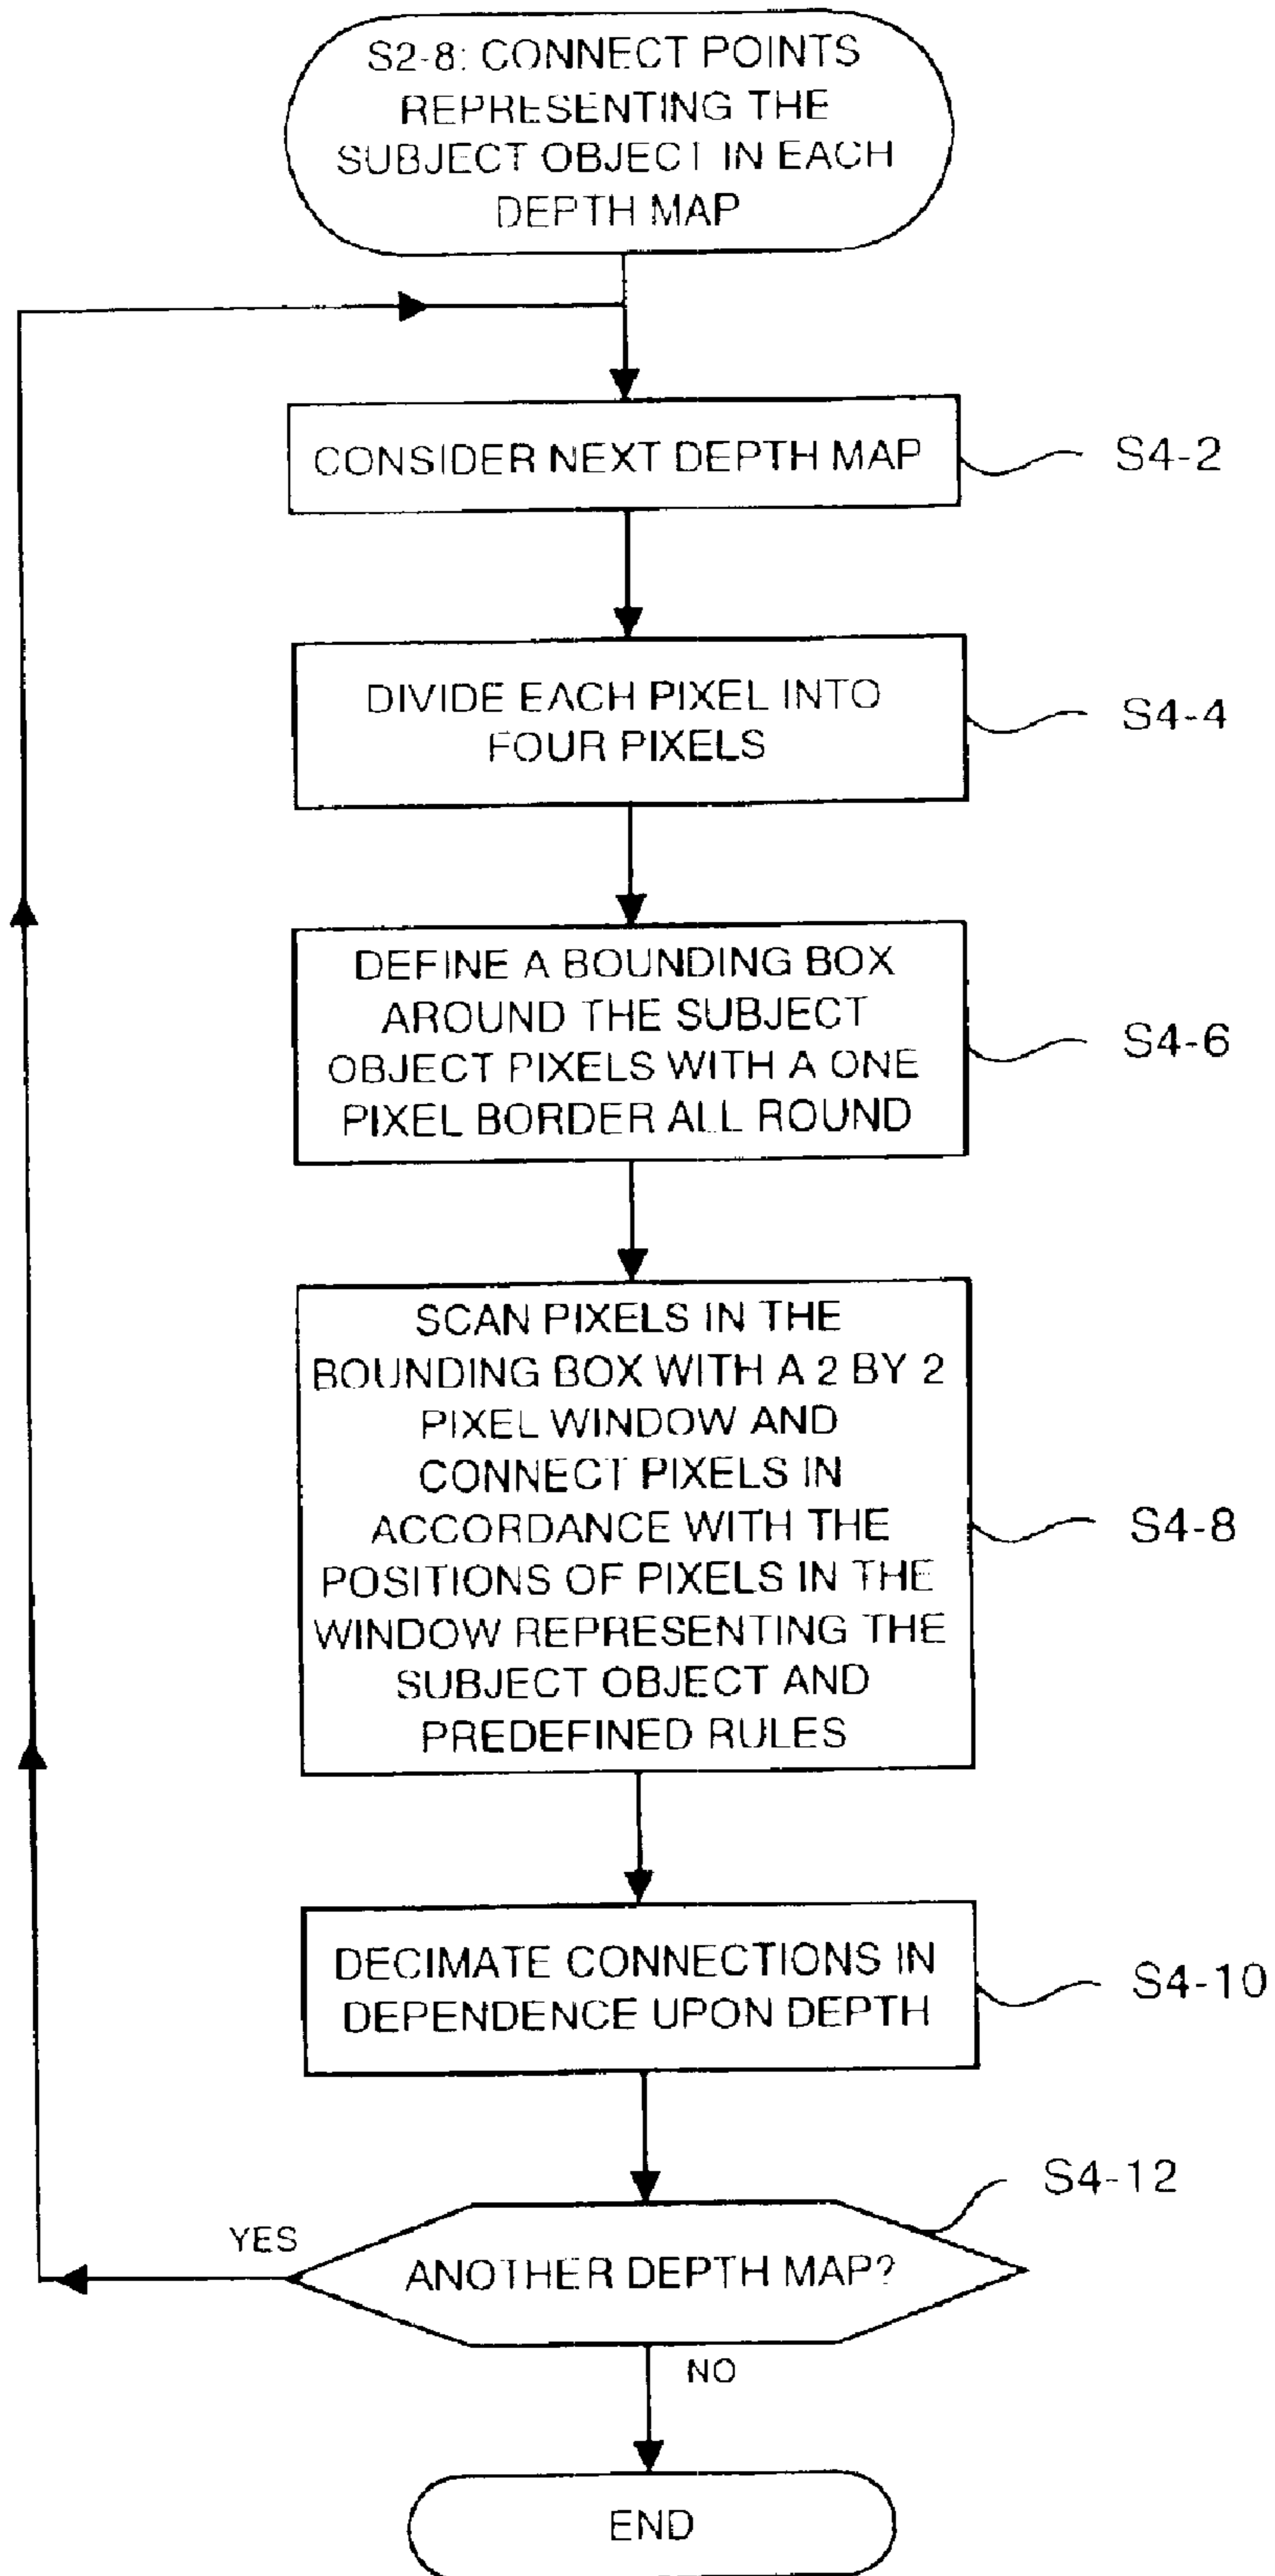 S2-8: CONNECT POINTS
REPRESENTING THE
SUBJECT OBJECT IN EACH
DEPTH MAP
CONSIDER NEXT DEPTH MAP
S4-2
DIVIDE EACH PIXEL INTO
FOUR PIXELS
S4-4
DEFINE A BOUNDING BOX
AROUND THE SUBJECT
OBJECT PIXELS WITH A ONE
PIXEL BORDER ALL ROUND
S4-6
SCAN PIXELS IN THE
BOUNDING BOX WITH A 2 BY 2
PIXEL WINDOW AND
CONNECT PIXELS IN
ACCORDANCE WITH THE
POSITIONS OF PIXELS IN THE
WINDOW REPRESENTING THE
SUBJECT OBJECT AND
PREDEFINED RULES
S4-8
DECIMATE CONNECTIONS IN
DEPENDENCE UPON DEPTH
S4-10
S4-12
YES
ANOTHER DEPTH MAP?
NO
END